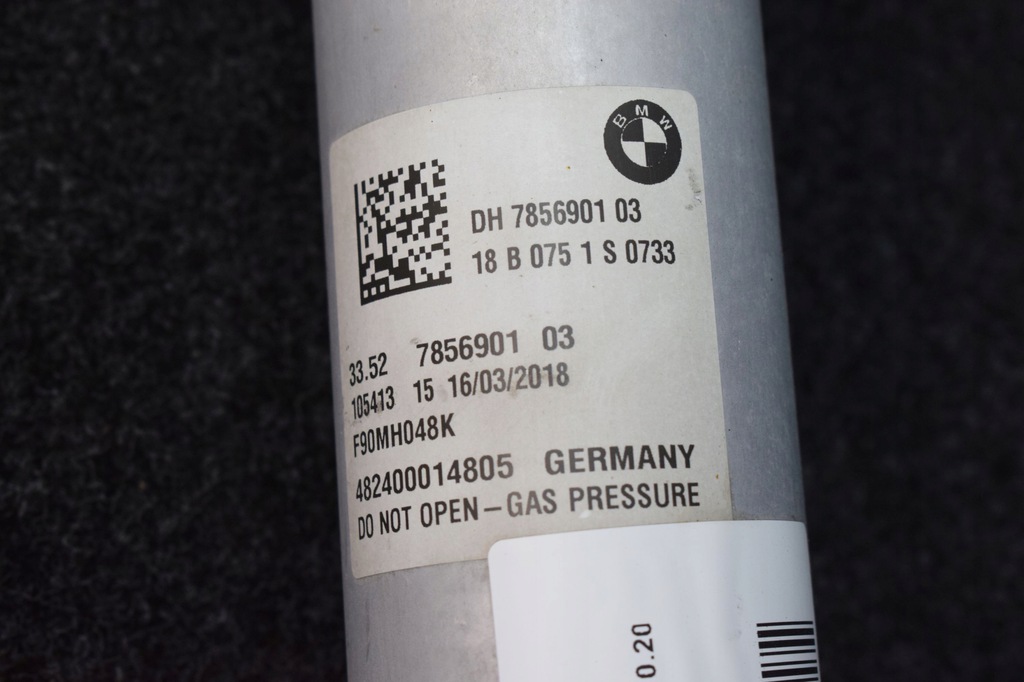 BMW
DH 7856901 03
18 B 075 1 S 0733
33.52 7856901 03
105413 15 16/03/2018
F90MH048K
482400014805 GERMANY
DO NOT OPEN – GAS PRESSURE
0.20